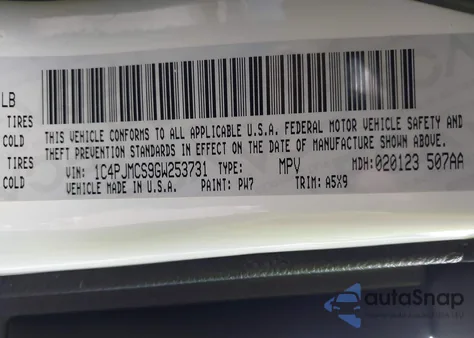 LB
TIRES
COLD
THIS VEHICLE CONFORMS TO ALL APPLICABLE U.S.A. FEDERAL MOTOR VEHICLE SAFETY AND
TIRES
THEFT PREVENTION STANDARDS IN EFFECT ON THE DATE OF MANUFACTURE SHOWN ABOVE.
COLD
VIN: 1C4PJMCS9GW253731 TYPE: MPV MDH:020123 507AA
VEHICLE MADE IN U.S.A. PAINT: PW7 TRIM: A5X9
autoSnap